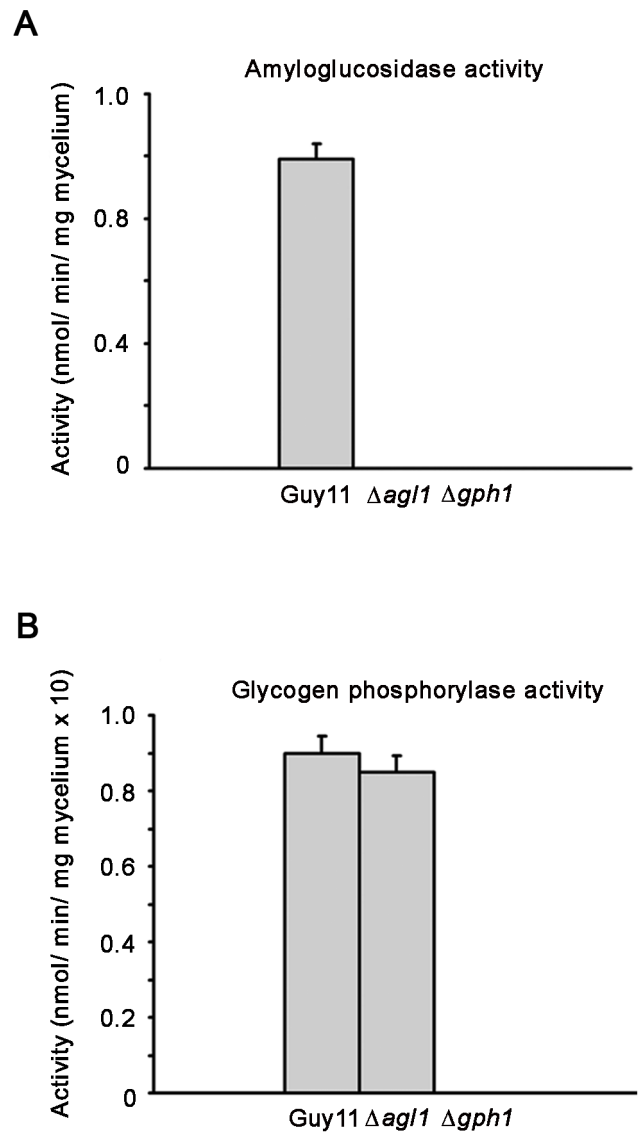 A
Amyloglucosidase activity
Activity (nmol/ min/ mg mycelium)
1.0
0.8
0.4
0
Guy11 Δagl1 Δgph1
B
Glycogen phosphorylase activity
Activity (nmol/ min/ mg mycelium x 10)
1.0
0.8
0.6
0.4
0.2
0
Guy11 Δagl1 Δgph1